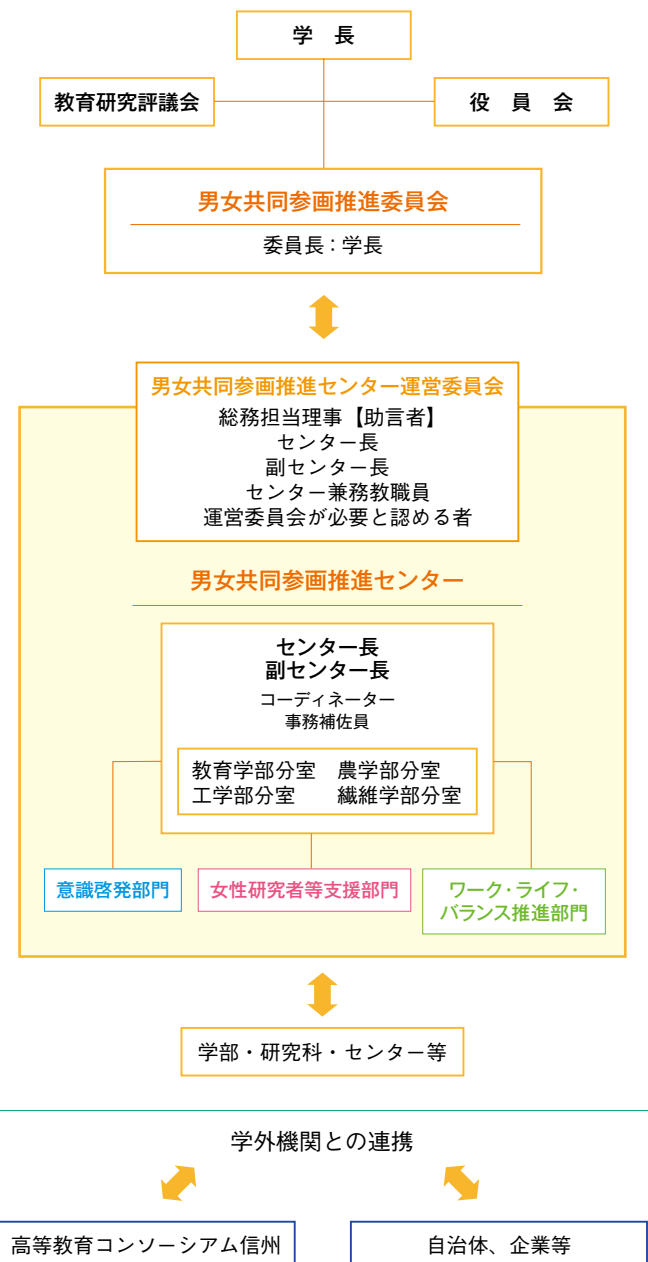 学　長
教育研究評議会
役　員　会
男女共同参画推進委員会
委員長：学長
男女共同参画推進センター運営委員会
総務担当理事【助言者】
センター長
副センター長
センター兼務教職員
運営委員会が必要と認める者
男女共同参画推進センター
センター長
副センター長
コーディネーター
事務補佐員
教育学部分室　農学部分室
工学部分室　繊維学部分室
意識啓発部門
女性研究者等支援部門
ワーク・ライフ・
バランス推進部門
学部・研究科・センター等
学外機関との連携
高等教育コンソーシアム信州
自治体、企業等